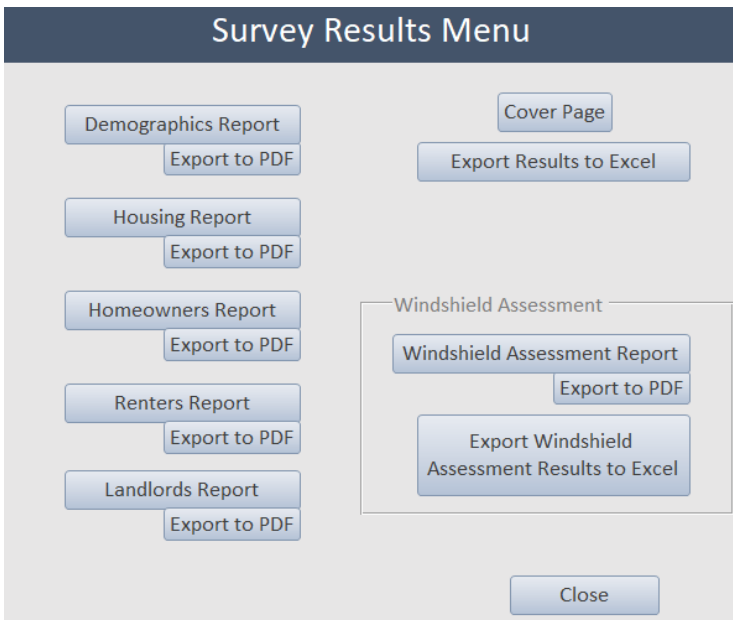 Survey Results Menu
Demographics Report
Export to PDF
Housing Report
Export to PDF
Homeowners Report
Export to PDF
Renters Report
Export to PDF
Landlords Report
Export to PDF
Cover Page
Export Results to Excel
Windshield Assessment
Windshield Assessment Report
Export to PDF
Export Windshield
Assessment Results to Excel
Close